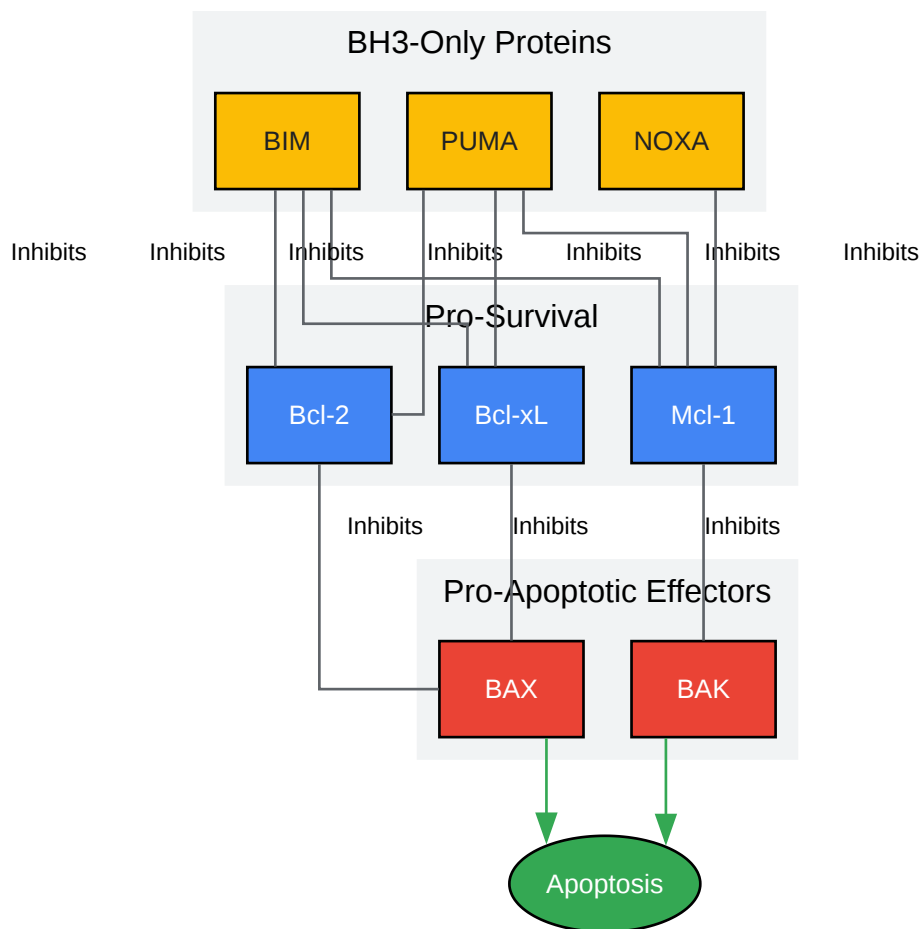 BH3-Only Proteins
BIM
PUMA
NOXA
Inhibits
Inhibits
Inhibits
Inhibits
Inhibits
Inhibits
Inhibits
Pro-Survival
Bcl-2
Bcl-xL
Mcl-1
Inhibits
Inhibits
Inhibits
Pro-Apoptotic Effectors
BAX
BAK
Apoptosis